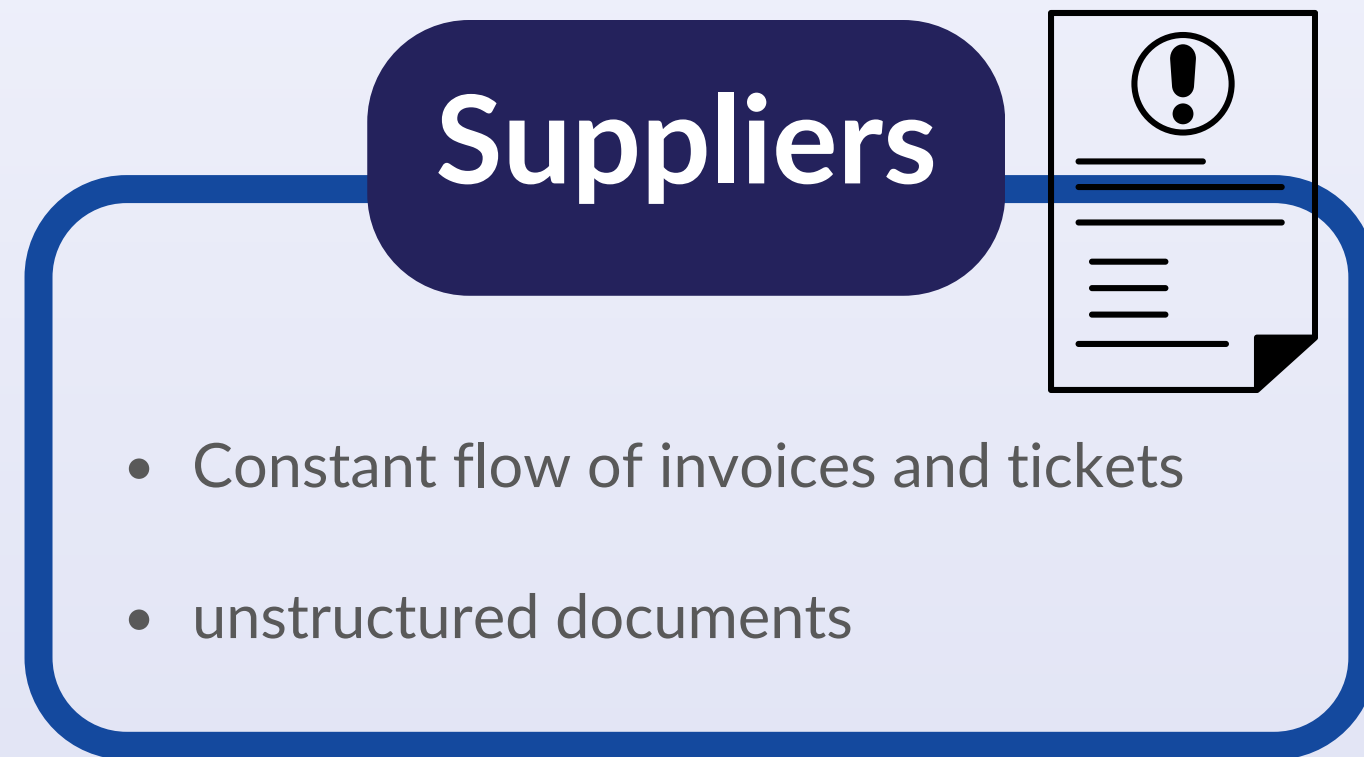 Suppliers
• Constant flow of invoices and tickets
• unstructured documents